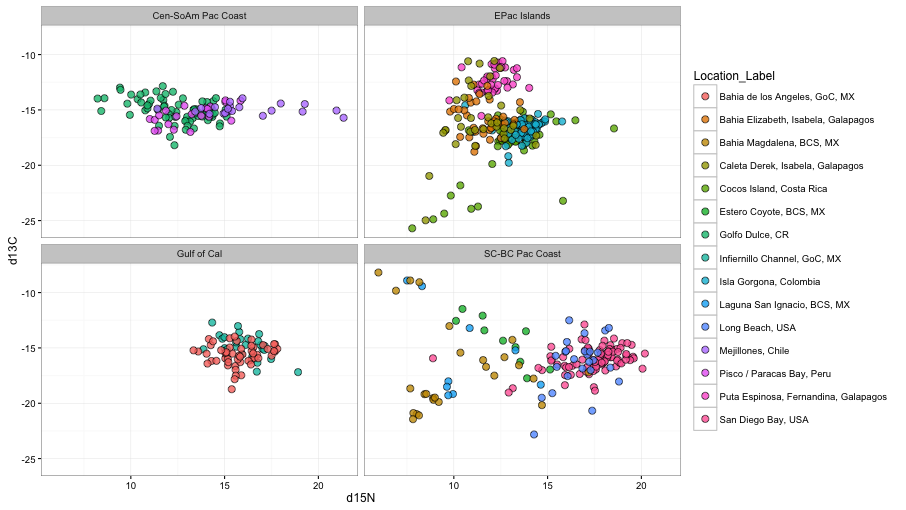 Cen-SoAm Pac Coast
EPac Islands
-10
-15
-20
-25
Gulf of Cal
SC-BC Pac Coast
-10
-15
-20
-25
10
15
20
10
15
20
d15N
d13C
Location_Label
Bahia de los Angeles, GoC, MX
Bahia Elizabeth, Isabela, Galapagos
Bahia Magdalena, BCS, MX
Caleta Derek, Isabela, Galapagos
Cocos Island, Costa Rica
Estero Coyote, BCS, MX
Golfo Dulce, CR
Infiernillo Channel, GoC, MX
Isla Gorgona, Colombia
Laguna San Ignacio, BCS, MX
Long Beach, USA
Mejillones, Chile
Pisco / Paracas Bay, Peru
Puta Espinosa, Fernandina, Galapagos
San Diego Bay, USA